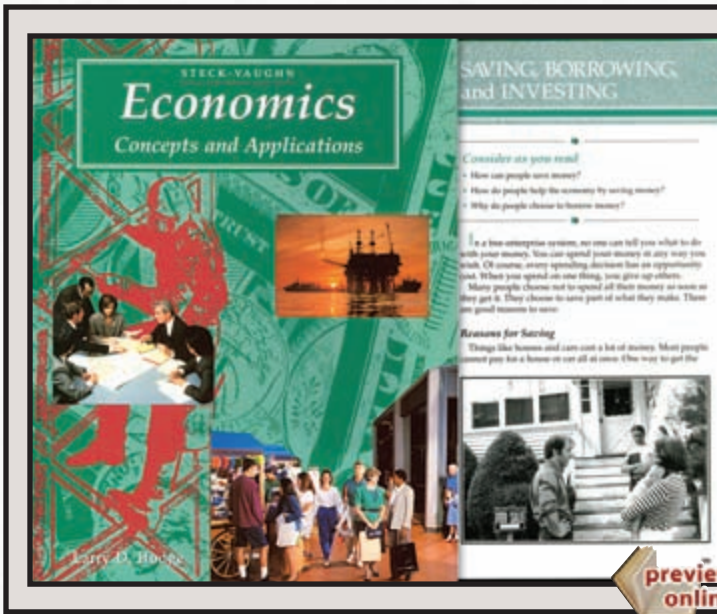 STECK-VAUGHN
Economics
Concepts and Applications
Larry D. Hodge
SAVING, BORROWING,
and INVESTING
Consider as you read
• How can people save money?
• How do people help the economy by saving money?
• Why do people choose to borrow money?
In a free-enterprise system, no one can tell you what to do
with your money. You can spend your money in any way you
wish. Of course, every spending decision has an opportunity
cost. When you spend on one thing, you give up others.
Many people choose not to spend all their money as soon as
they get it. They choose to save part of what they make. There
are good reasons to save.
Reasons for Saving
Things like houses and cars cost a lot of money. Most people
cannot pay for a house or car all at once. One way to get the
TRUST
previe
onlin